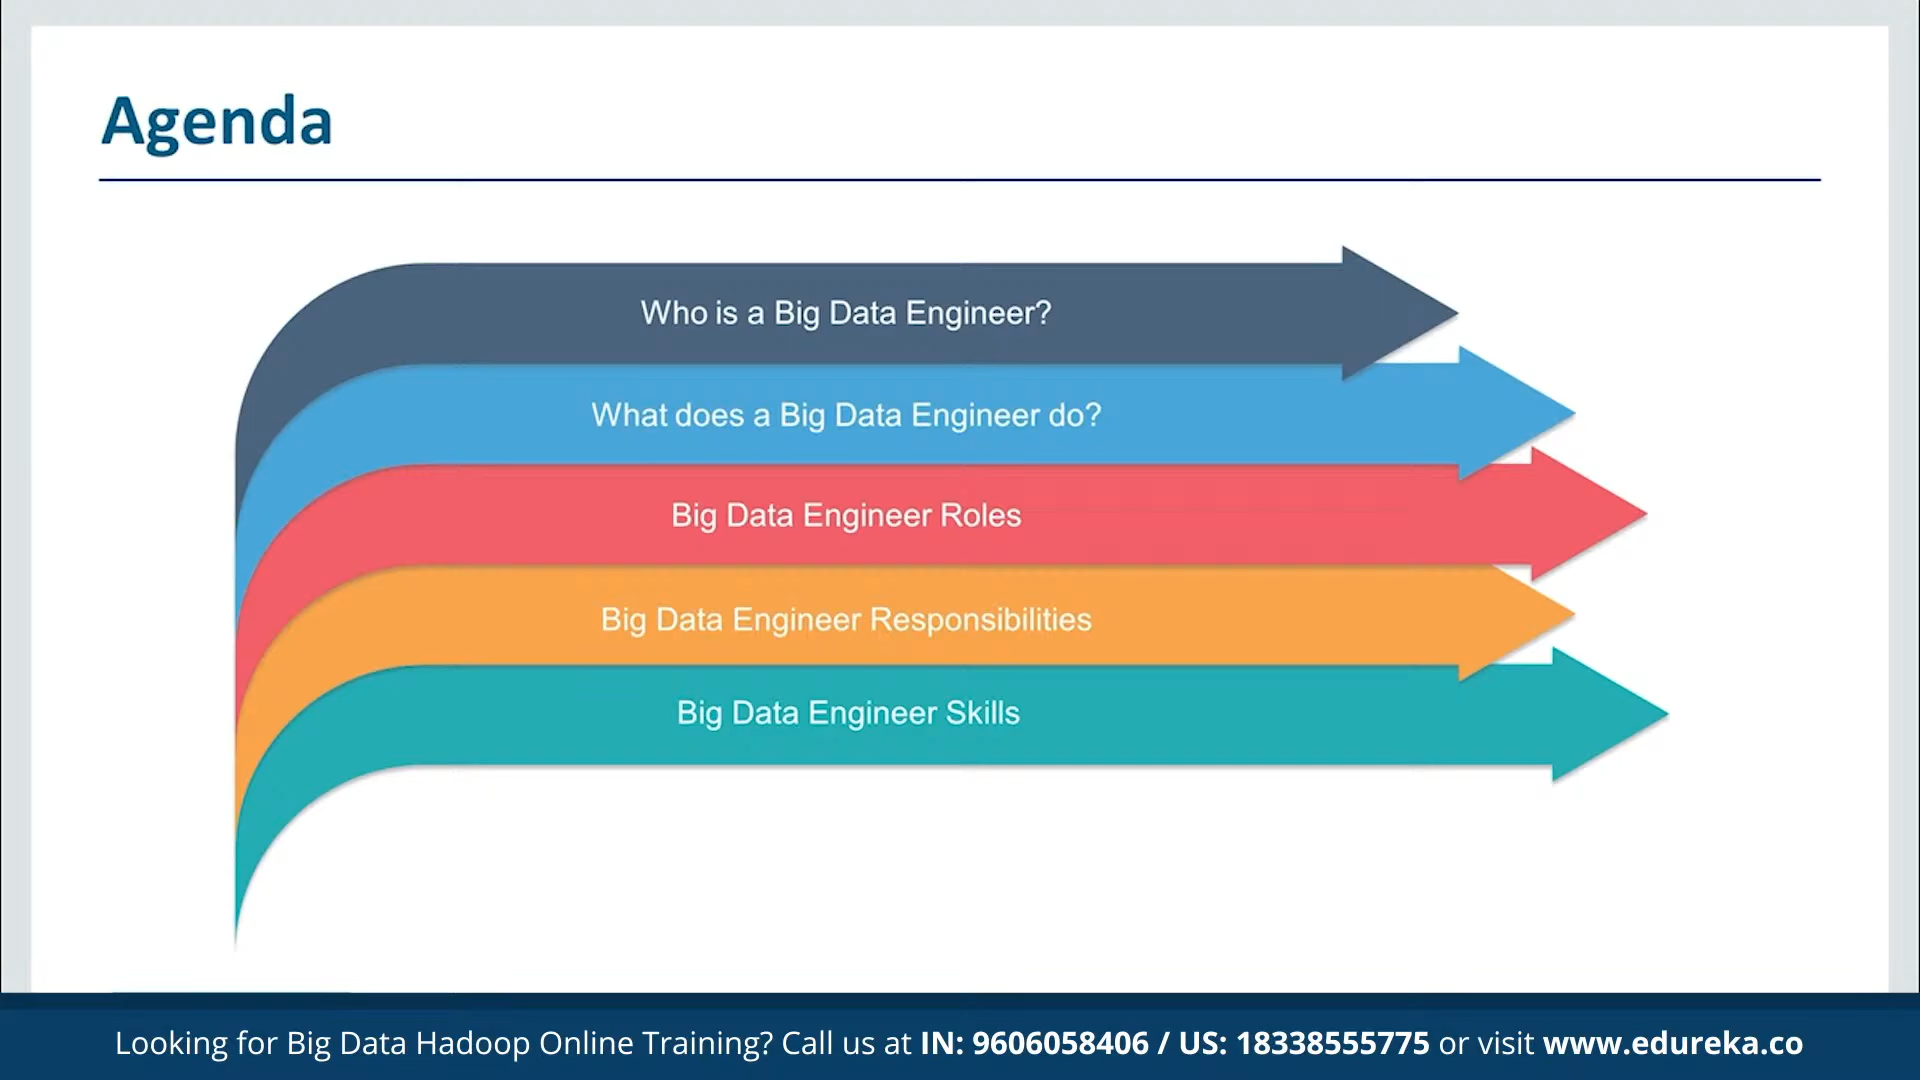 Agenda
Who is a Big Data Engineer?
What does a Big Data Engineer do?
Big Data Engineer Roles
Big Data Engineer Responsibilities
Big Data Engineer Skills
Looking for Big Data Hadoop Online Training? Call us at IN: 9606058406 / US: 18338555775 or visit www.edureka.co